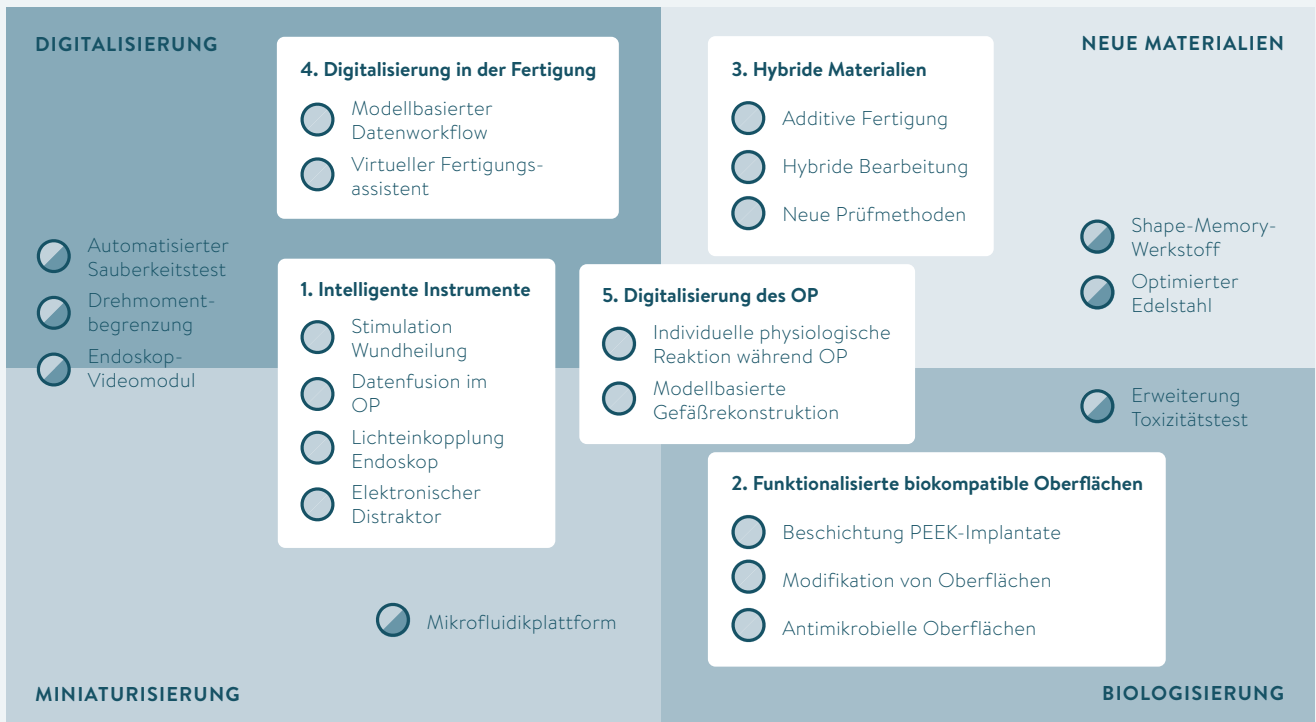 DIGITALISIERUNG
NEUE MATERIALIEN
4. Digitalisierung in der Fertigung
Modellbasierter
Datenworkflow
Virtueller Fertigungs-
assistent
3. Hybride Materialien
Additive Fertigung
Hybride Bearbeitung
Neue Prüfmethoden
Automatisierter
Sauberkeitstest
Drehmoment-
begrenzung
Endoskop-
Videomodul
1. Intelligente Instrumente
Stimulation
Wundheilung
Datenfusion im
OP
Lichteinkopplung
Endoskop
Elektronischer
Distraktor
5. Digitalisierung des OP
Individuelle physiologische
Reaktion während OP
Modellbasierte
Gefäßrekonstruktion
Shape-Memory-
Werkstoff
Optimierter
Edelstahl
Erweiterung
Toxizitätstest
2. Funktionalisierte biokompatible Oberflächen
Beschichtung PEEK-Implantate
Modifikation von Oberflächen
Antimikrobielle Oberflächen
Mikrofluidikplattform
MINIATURISIERUNG
BIOLOGISIERUNG